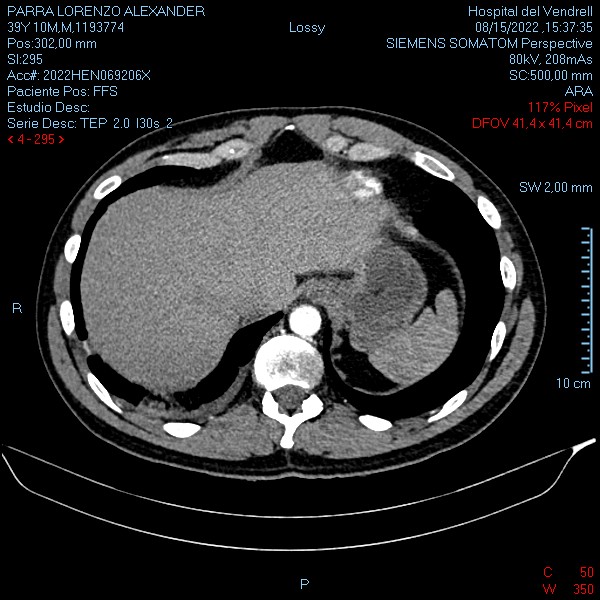 PARRA LORENZO ALEXANDER
39Y 10M,M,1193774
Pos:302,00 mm
SI:295
Acc#: 2022HEN069206X
Paciente Pos: FFS
Estudio Desc:
Serie Desc: TEP 2.0 I30s 2
< 4 - 295 >
Lossy
Hospital del Vendrell
08/15/2022 ,15:37:35
SIEMENS SOMATOM Perspective
80kV, 208mAs
SC:500,00 mm
ARA
117% Pixel
DFOV 41,4 x 41,4 cm
SW 2,00 mm
R
10 cm
P
C 50
W 350